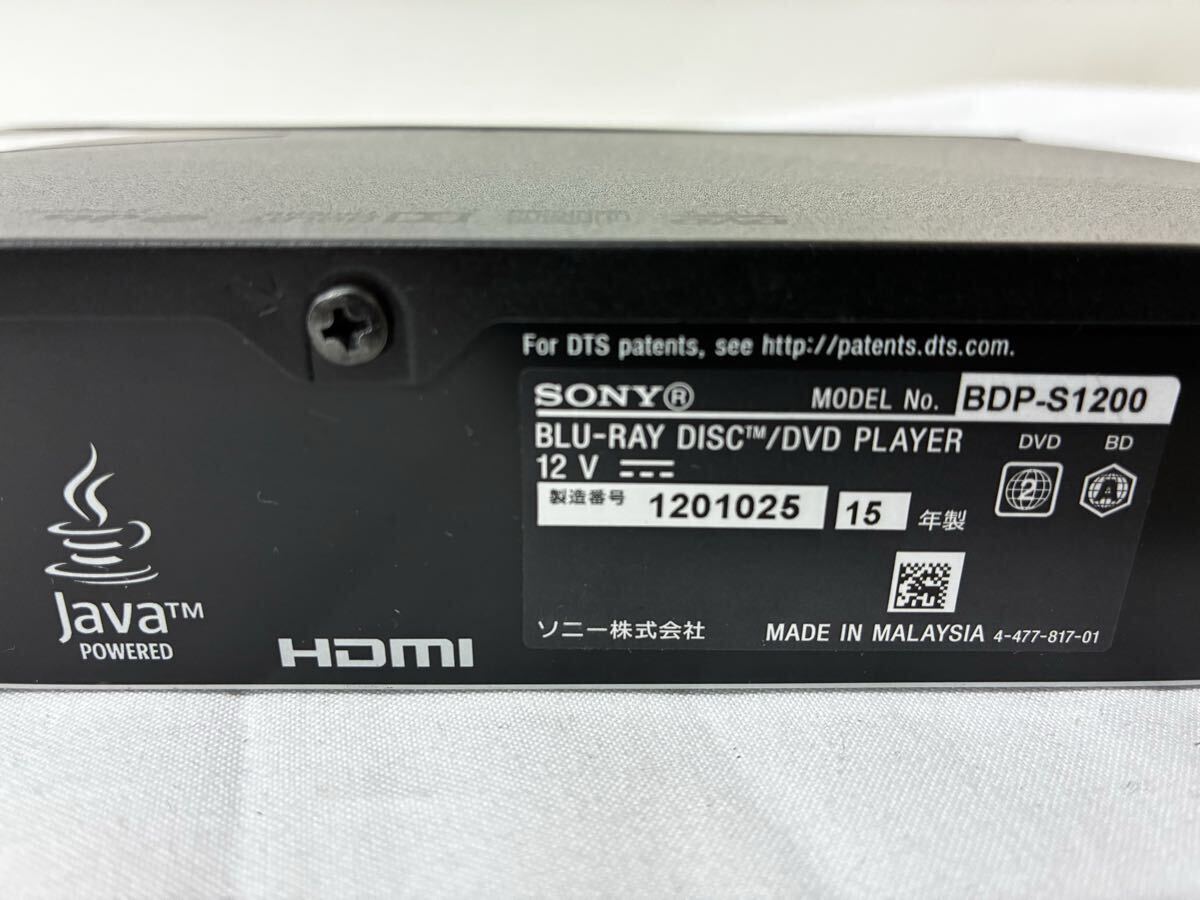 For DTS patents, see http://patents.dts.com.
SONY® MODEL No. BDP-S1200
BLU-RAY DISC™/DVD PLAYER DVD BD
12 V
2 A
製造番号 1201025 15 年製
ソニー株式会社 MADE IN MALAYSIA 4-477-817-01
Java™
POWERED
HDMI